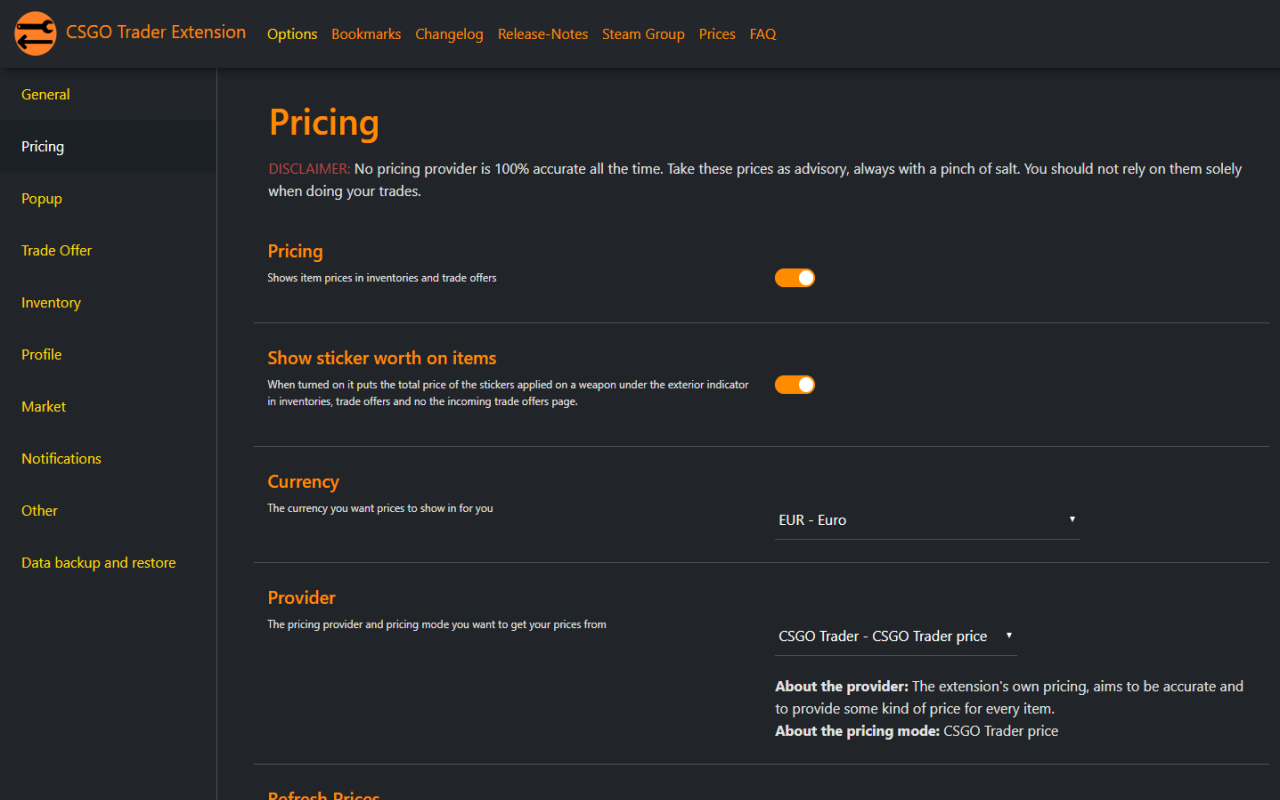 CSGO Trader Extension
Options Bookmarks Changelog Release-Notes Steam Group Prices FAQ
General
Pricing
Popup
Trade Offer
Inventory
Profile
Market
Notifications
Other
Data backup and restore
Pricing
DISCLAIMER: No pricing provider is 100% accurate all the time. Take these prices as advisory, always with a pinch of salt. You should not rely on them solely
when doing your trades.
Pricing
Shows item prices in inventories and trade offers
Show sticker worth on items
When turned on it puts the total price of the stickers applied on a weapon under the exterior indicator
in inventories, trade offers and no the incoming trade offers page.
Currency
The currency you want prices to show in for you
EUR - Euro
Provider
The pricing provider and pricing mode you want to get your prices from
CSGO Trader - CSGO Trader price
About the provider: The extension's own pricing, aims to be accurate and
to provide some kind of price for every item.
About the pricing mode: CSGO Trader price
Refresh Prices